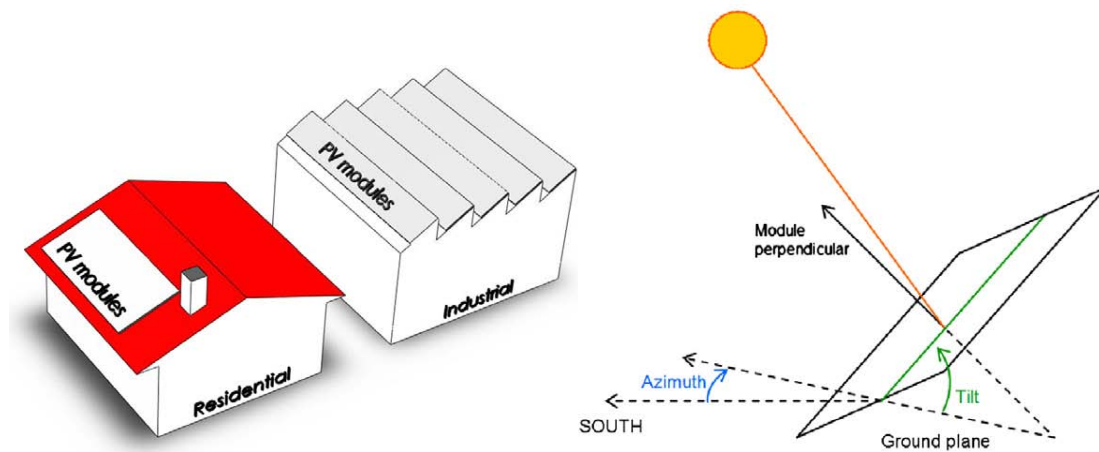 PV modules
Residential
PV modules
Industrial
Module
perpendicular
Azimuth
SOUTH
Tilt
Ground plane